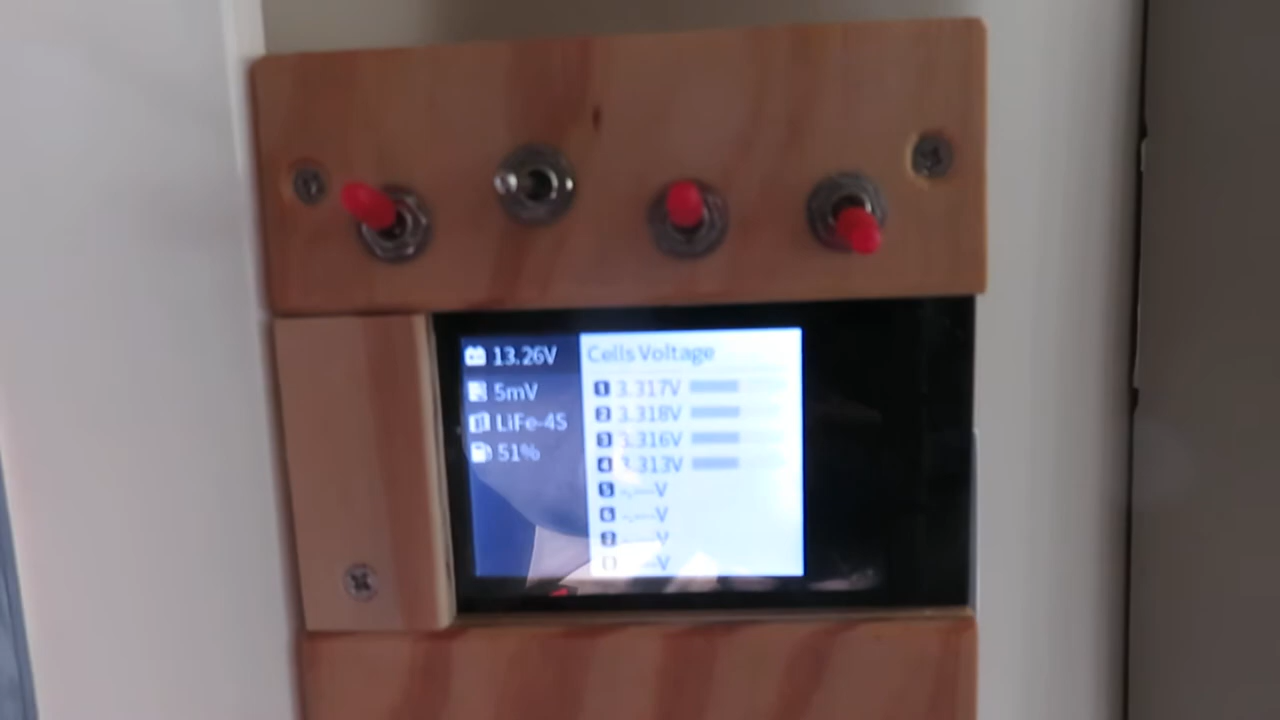 13.26V
5mV
LiFe-4S
51%
Cells Voltage
1 3.317V
2 3.318V
3 3.316V
4 3.313V
5 -.---V
6 -.---V
7 -.---V
V